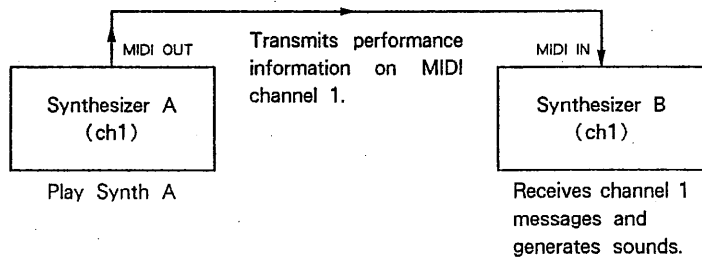 MIDI OUT
Transmits performance
information on MIDI
channel 1.
MIDI IN
Synthesizer A
(ch1)
Synthesizer B
(ch1)
Play Synth A
Receives channel 1
messages and
generates sounds.